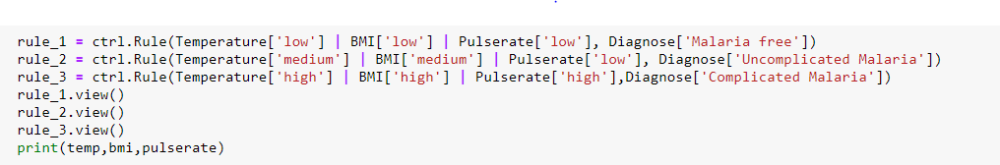 rule_1 = ctrl.Rule(Temperature['low'] | BMI['low'] | Pulserate['low'], Diagnose['Malaria free'])
rule_2 = ctrl.Rule(Temperature['medium'] | BMI['medium'] | Pulserate['low'], Diagnose['Uncomplicated Malaria'])
rule_3 = ctrl.Rule(Temperature['high'] | BMI['high'] | Pulserate['high'],Diagnose['Complicated Malaria'])
rule_1.view()
rule_2.view()
rule_3.view()
print(temp,bmi,pulserate)